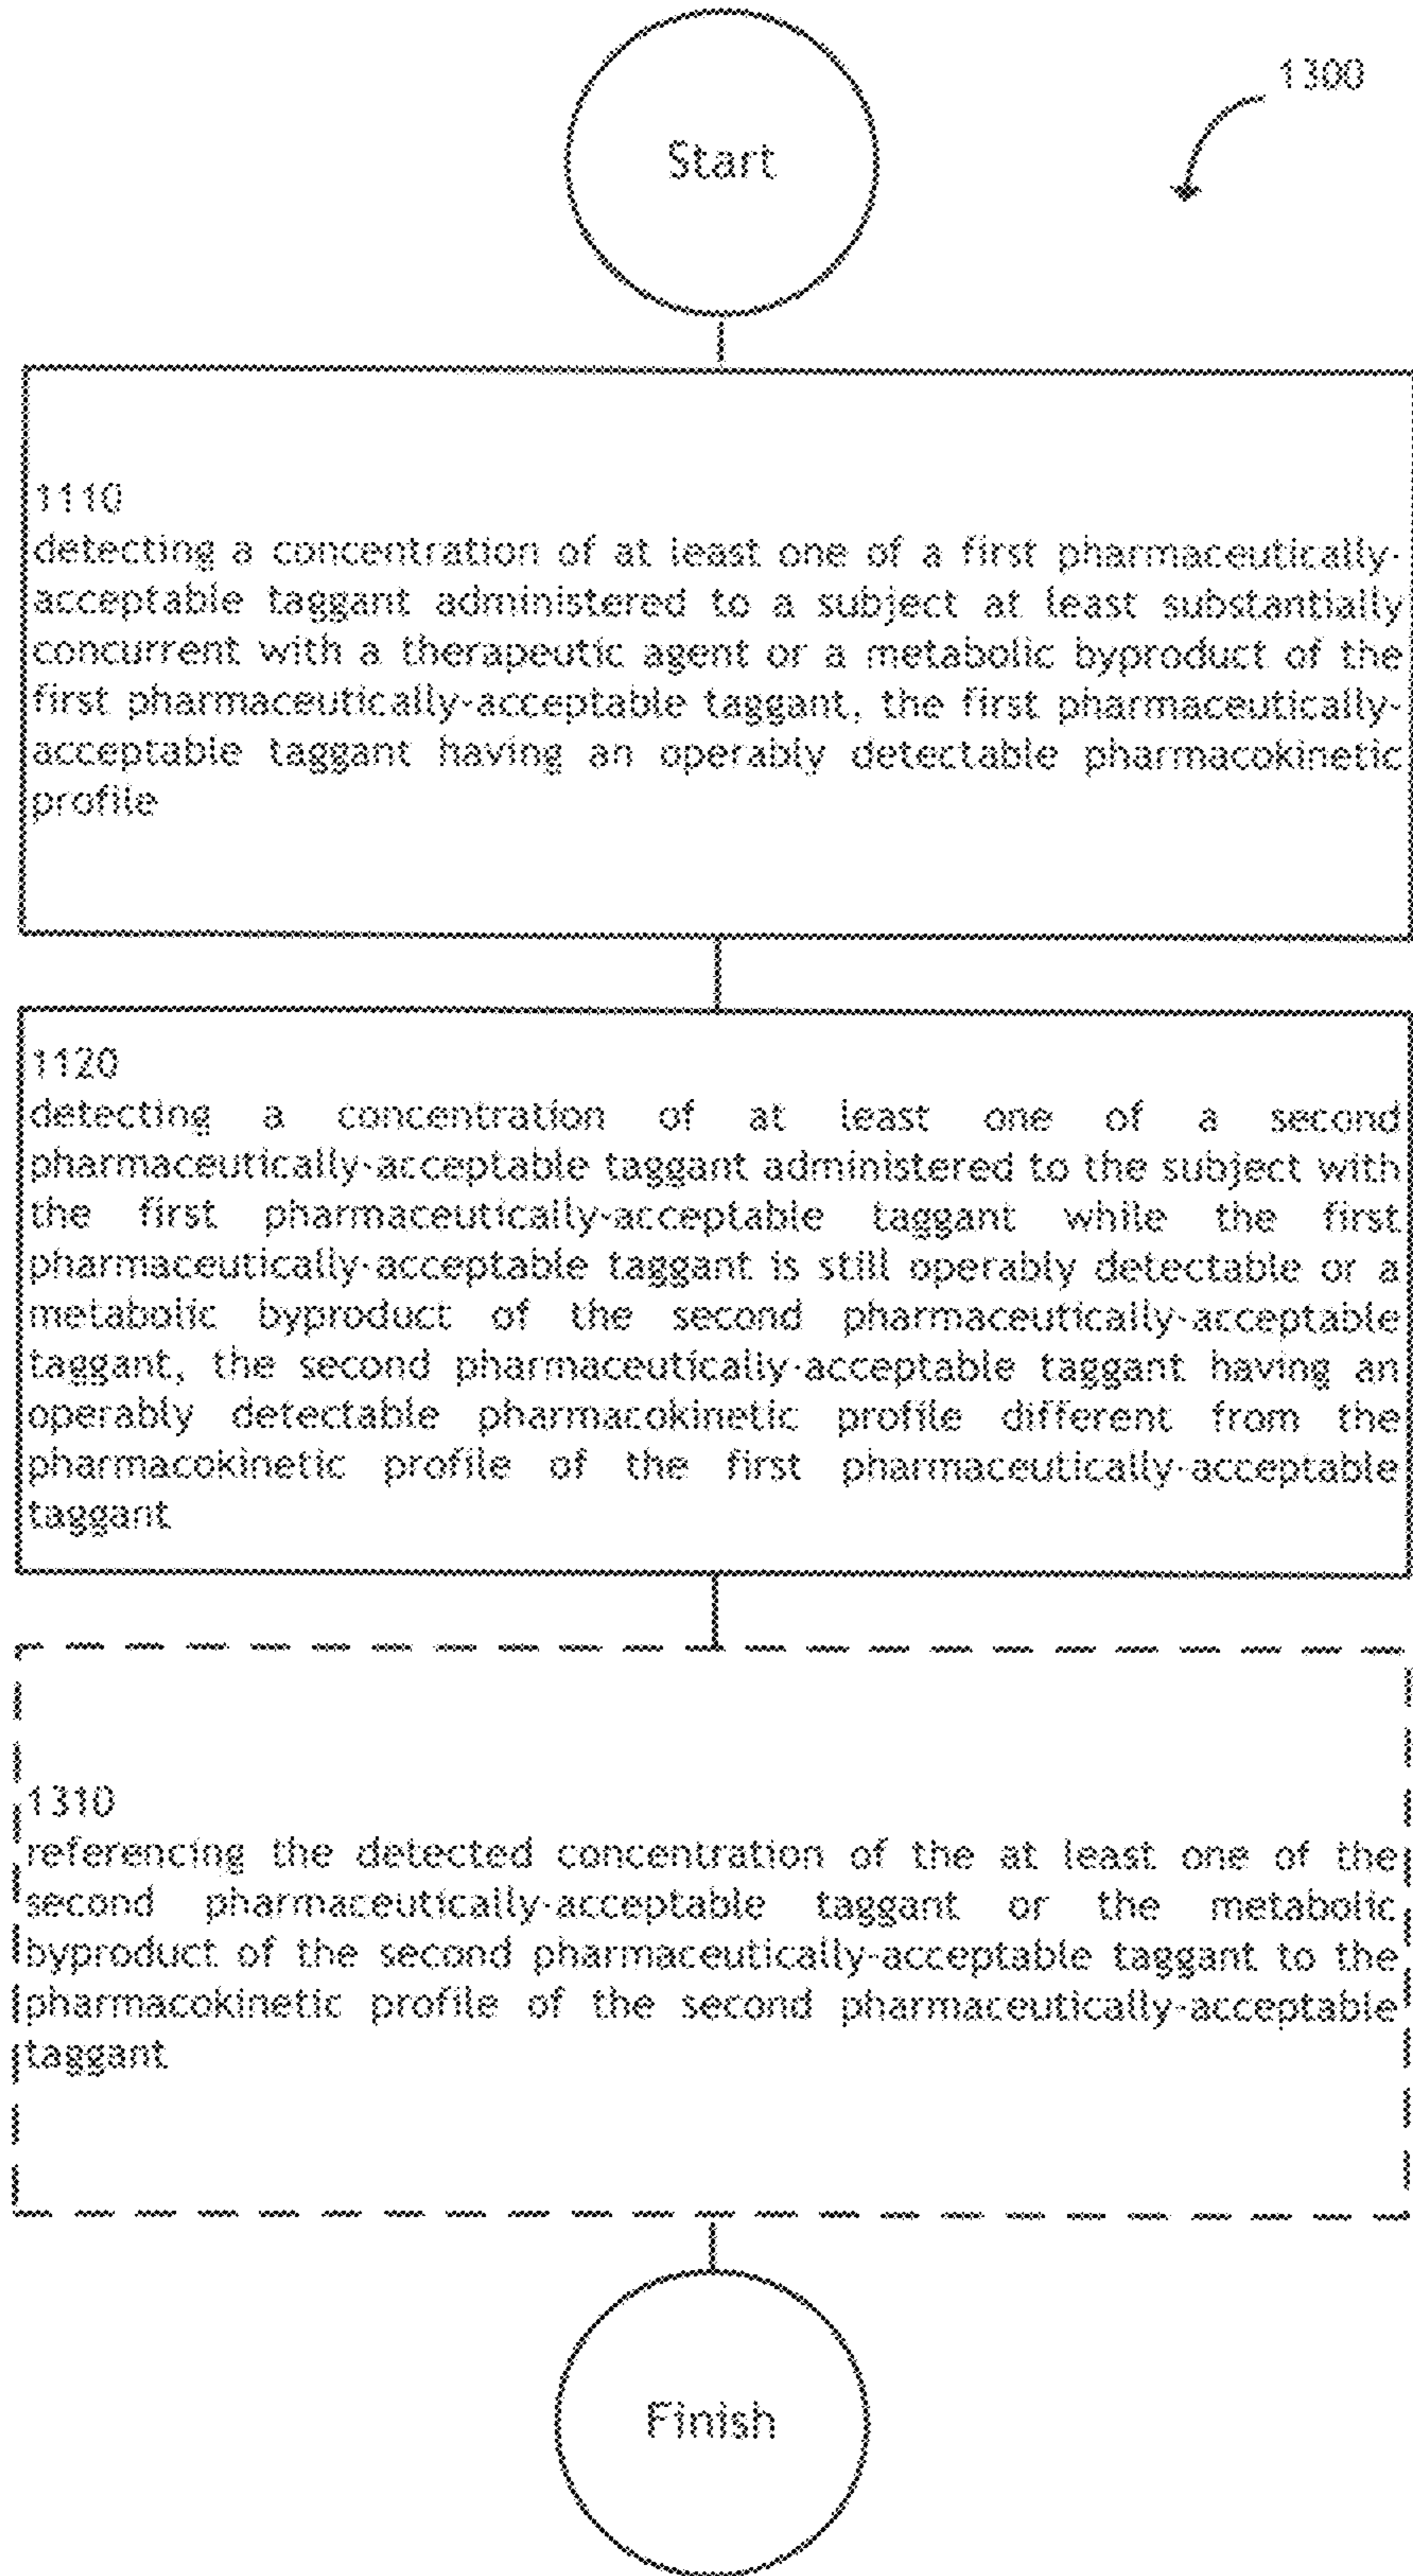 1300
Start
1110
detecting a concentration of at least one of a first pharmaceutically-
acceptable taggant administered to a subject at least substantially
concurrent with a therapeutic agent or a metabolic byproduct of the
first pharmaceutically-acceptable taggant, the first pharmaceutically-
acceptable taggant having an operably detectable pharmacokinetic
profile
1120
detecting a concentration of at least one of a second
pharmaceutically-acceptable taggant administered to the subject with
the first pharmaceutically-acceptable taggant while the first
pharmaceutically-acceptable taggant is still operably detectable or a
metabolic byproduct of the second pharmaceutically-acceptable
taggant, the second pharmaceutically-acceptable taggant having an
operably detectable pharmacokinetic profile different from the
pharmacokinetic profile of the first pharmaceutically-acceptable
taggant
1310
referencing the detected concentration of the at least one of the
second pharmaceutically-acceptable taggant or the metabolic
byproduct of the second pharmaceutically-acceptable taggant to the
pharmacokinetic profile of the second pharmaceutically-acceptable
taggant
Finish